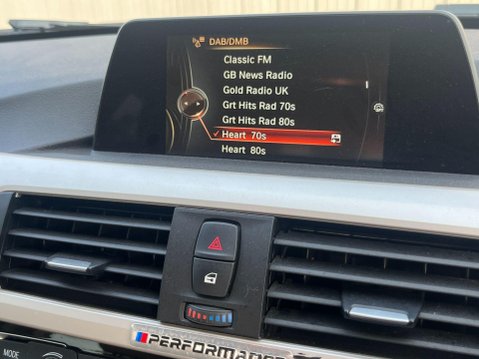 DAB/DMB
Classic FM
GB News Radio
Gold Radio UK
Grt Hits Rad 70s
Grt Hits Rad 80s
Heart 70s
Heart 80s
PERFORMANCE